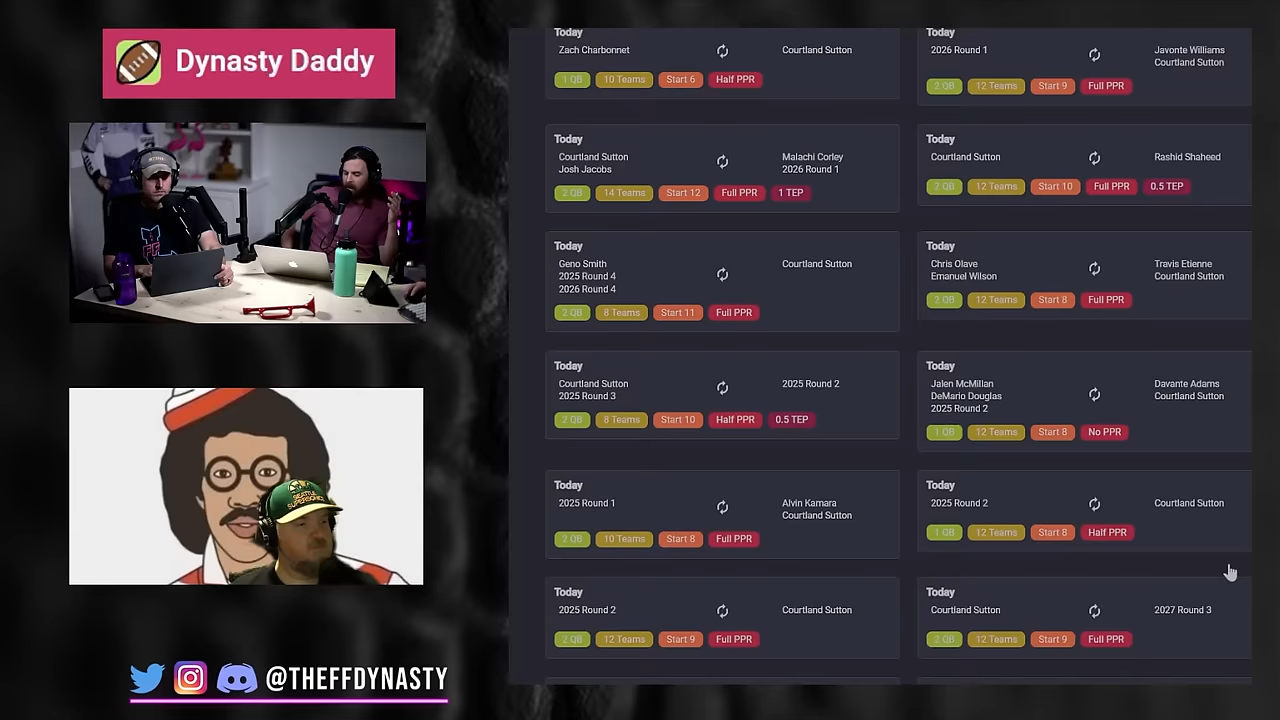 Dynasty Daddy
@THEFFDYNASTY
Today
Zach Charbonnet
Courtland Sutton
1 QB 10 Teams Start 6 Half PPR
Today
2026 Round 1
Javonte Williams
Courtland Sutton
2 QB 12 Teams Start 9 Full PPR
Today
Courtland Sutton
Josh Jacobs
Malachi Corley
2026 Round 1
2 QB 14 Teams Start 12 Full PPR 1 TEP
Today
Courtland Sutton
Rashid Shaheed
2 QB 12 Teams Start 10 Full PPR 0.5 TEP
Today
Geno Smith
2025 Round 4
2026 Round 4
Courtland Sutton
2 QB 8 Teams Start 11 Full PPR
Today
Chris Olave
Emanuel Wilson
Travis Etienne
Courtland Sutton
2 QB 12 Teams Start 8 Full PPR
Today
Courtland Sutton
2025 Round 3
2025 Round 2
2 QB 8 Teams Start 10 Half PPR 0.5 TEP
Today
Jalen McMillan
DeMario Douglas
2025 Round 2
Davante Adams
Courtland Sutton
1 QB 12 Teams Start 8 No PPR
Today
2025 Round 1
Alvin Kamara
Courtland Sutton
2 QB 10 Teams Start 8 Full PPR
Today
2025 Round 2
Courtland Sutton
1 QB 12 Teams Start 8 Half PPR
Today
2025 Round 2
Courtland Sutton
2 QB 12 Teams Start 9 Full PPR
Today
Courtland Sutton
2027 Round 3
2 QB 12 Teams Start 9 Full PPR